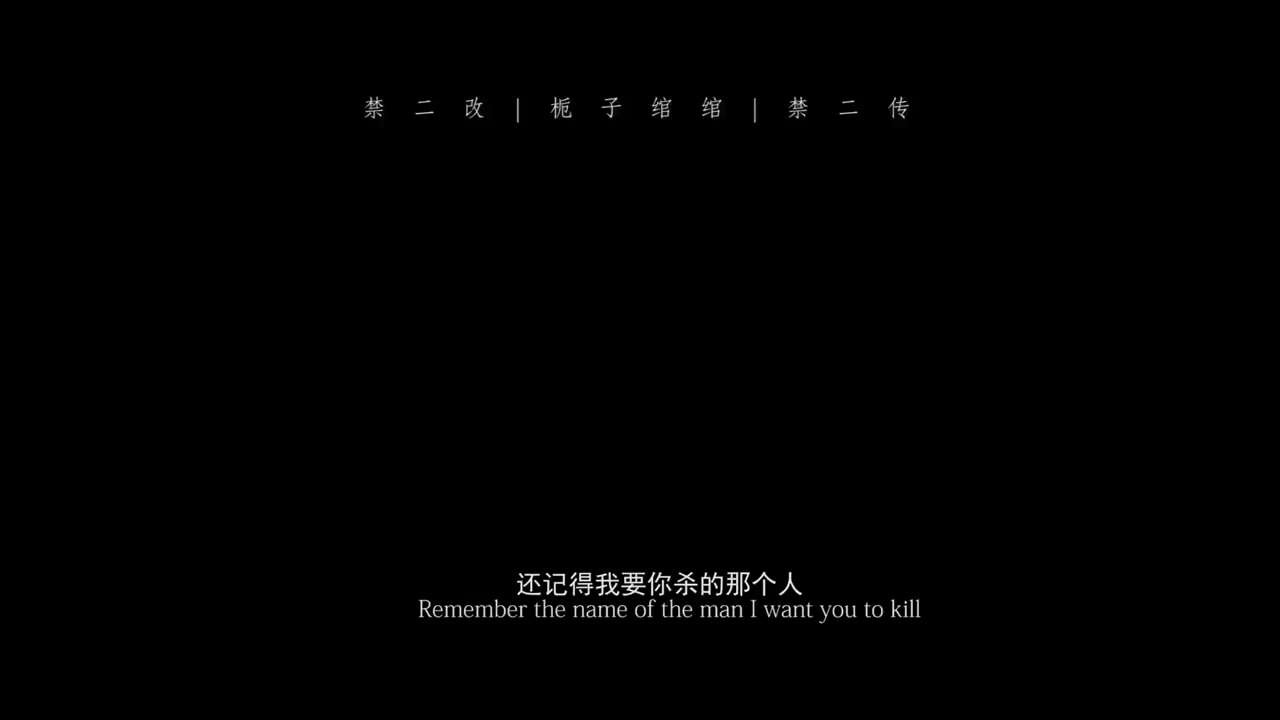 禁二改 | 栀子绾绾 | 禁二传
还记得我要你杀的那个人
Remember the name of the man I want you to kill